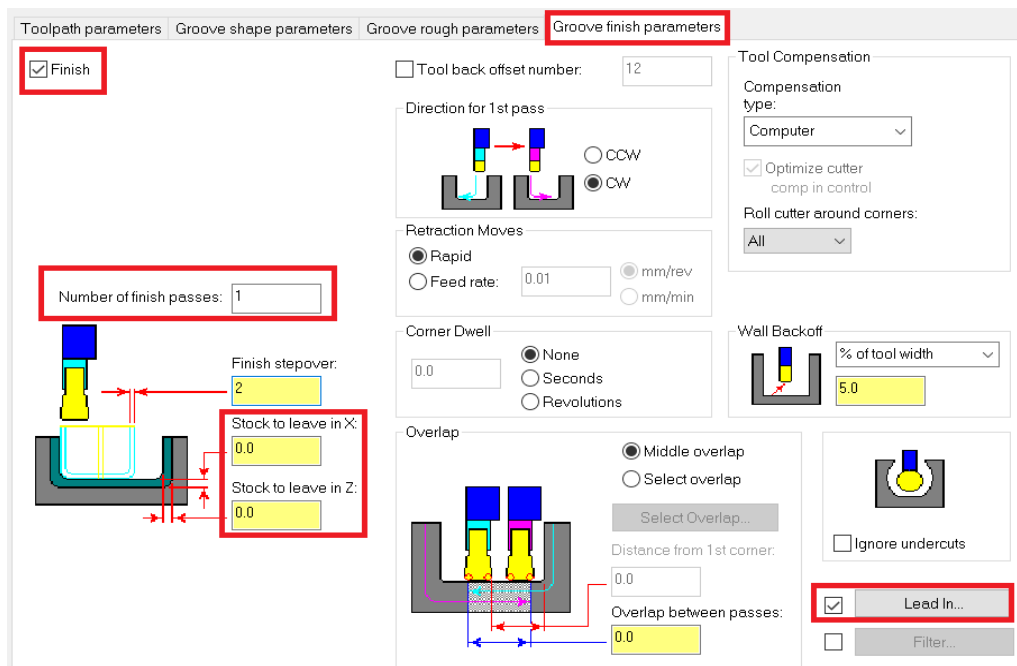 Toolpath parameters Groove shape parameters Groove rough parameters Groove finish parameters
Finish
Number of finish passes: 1
Finish stepover:
2
Stock to leave in X:
0.0
Stock to leave in Z:
0.0
Tool back offset number: 12
Direction for 1st pass
CCW
CW
Retraction Moves
Rapid
Feed rate: 0.01
mm/rev
mm/min
Corner Dwell
0.0
None
Seconds
Revolutions
Overlap
Middle overlap
Select overlap
Select Overlap...
Distance from 1st corner:
0.0
Overlap between passes:
0.0
Tool Compensation
Compensation
type:
Computer
Optimize cutter
comp in control
Roll cutter around corners:
All
Wall Backoff
% of tool width
5.0
Ignore undercuts
Lead In...
Filter...